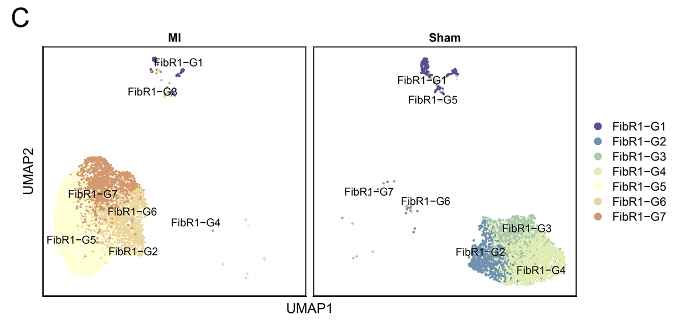 C
MI
Sham
FibR1−G1
FibR1−G3
FibR1−G7
FibR1−G6
FibR1−G4
FibR1−G5
FibR1−G2
FibR1−G1
FibR1−G5
FibR1−G7
FibR1−G6
FibR1−G3
FibR1−G2
FibR1−G4
UMAP2
UMAP1
FibR1−G1
FibR1−G2
FibR1−G3
FibR1−G4
FibR1−G5
FibR1−G6
FibR1−G7